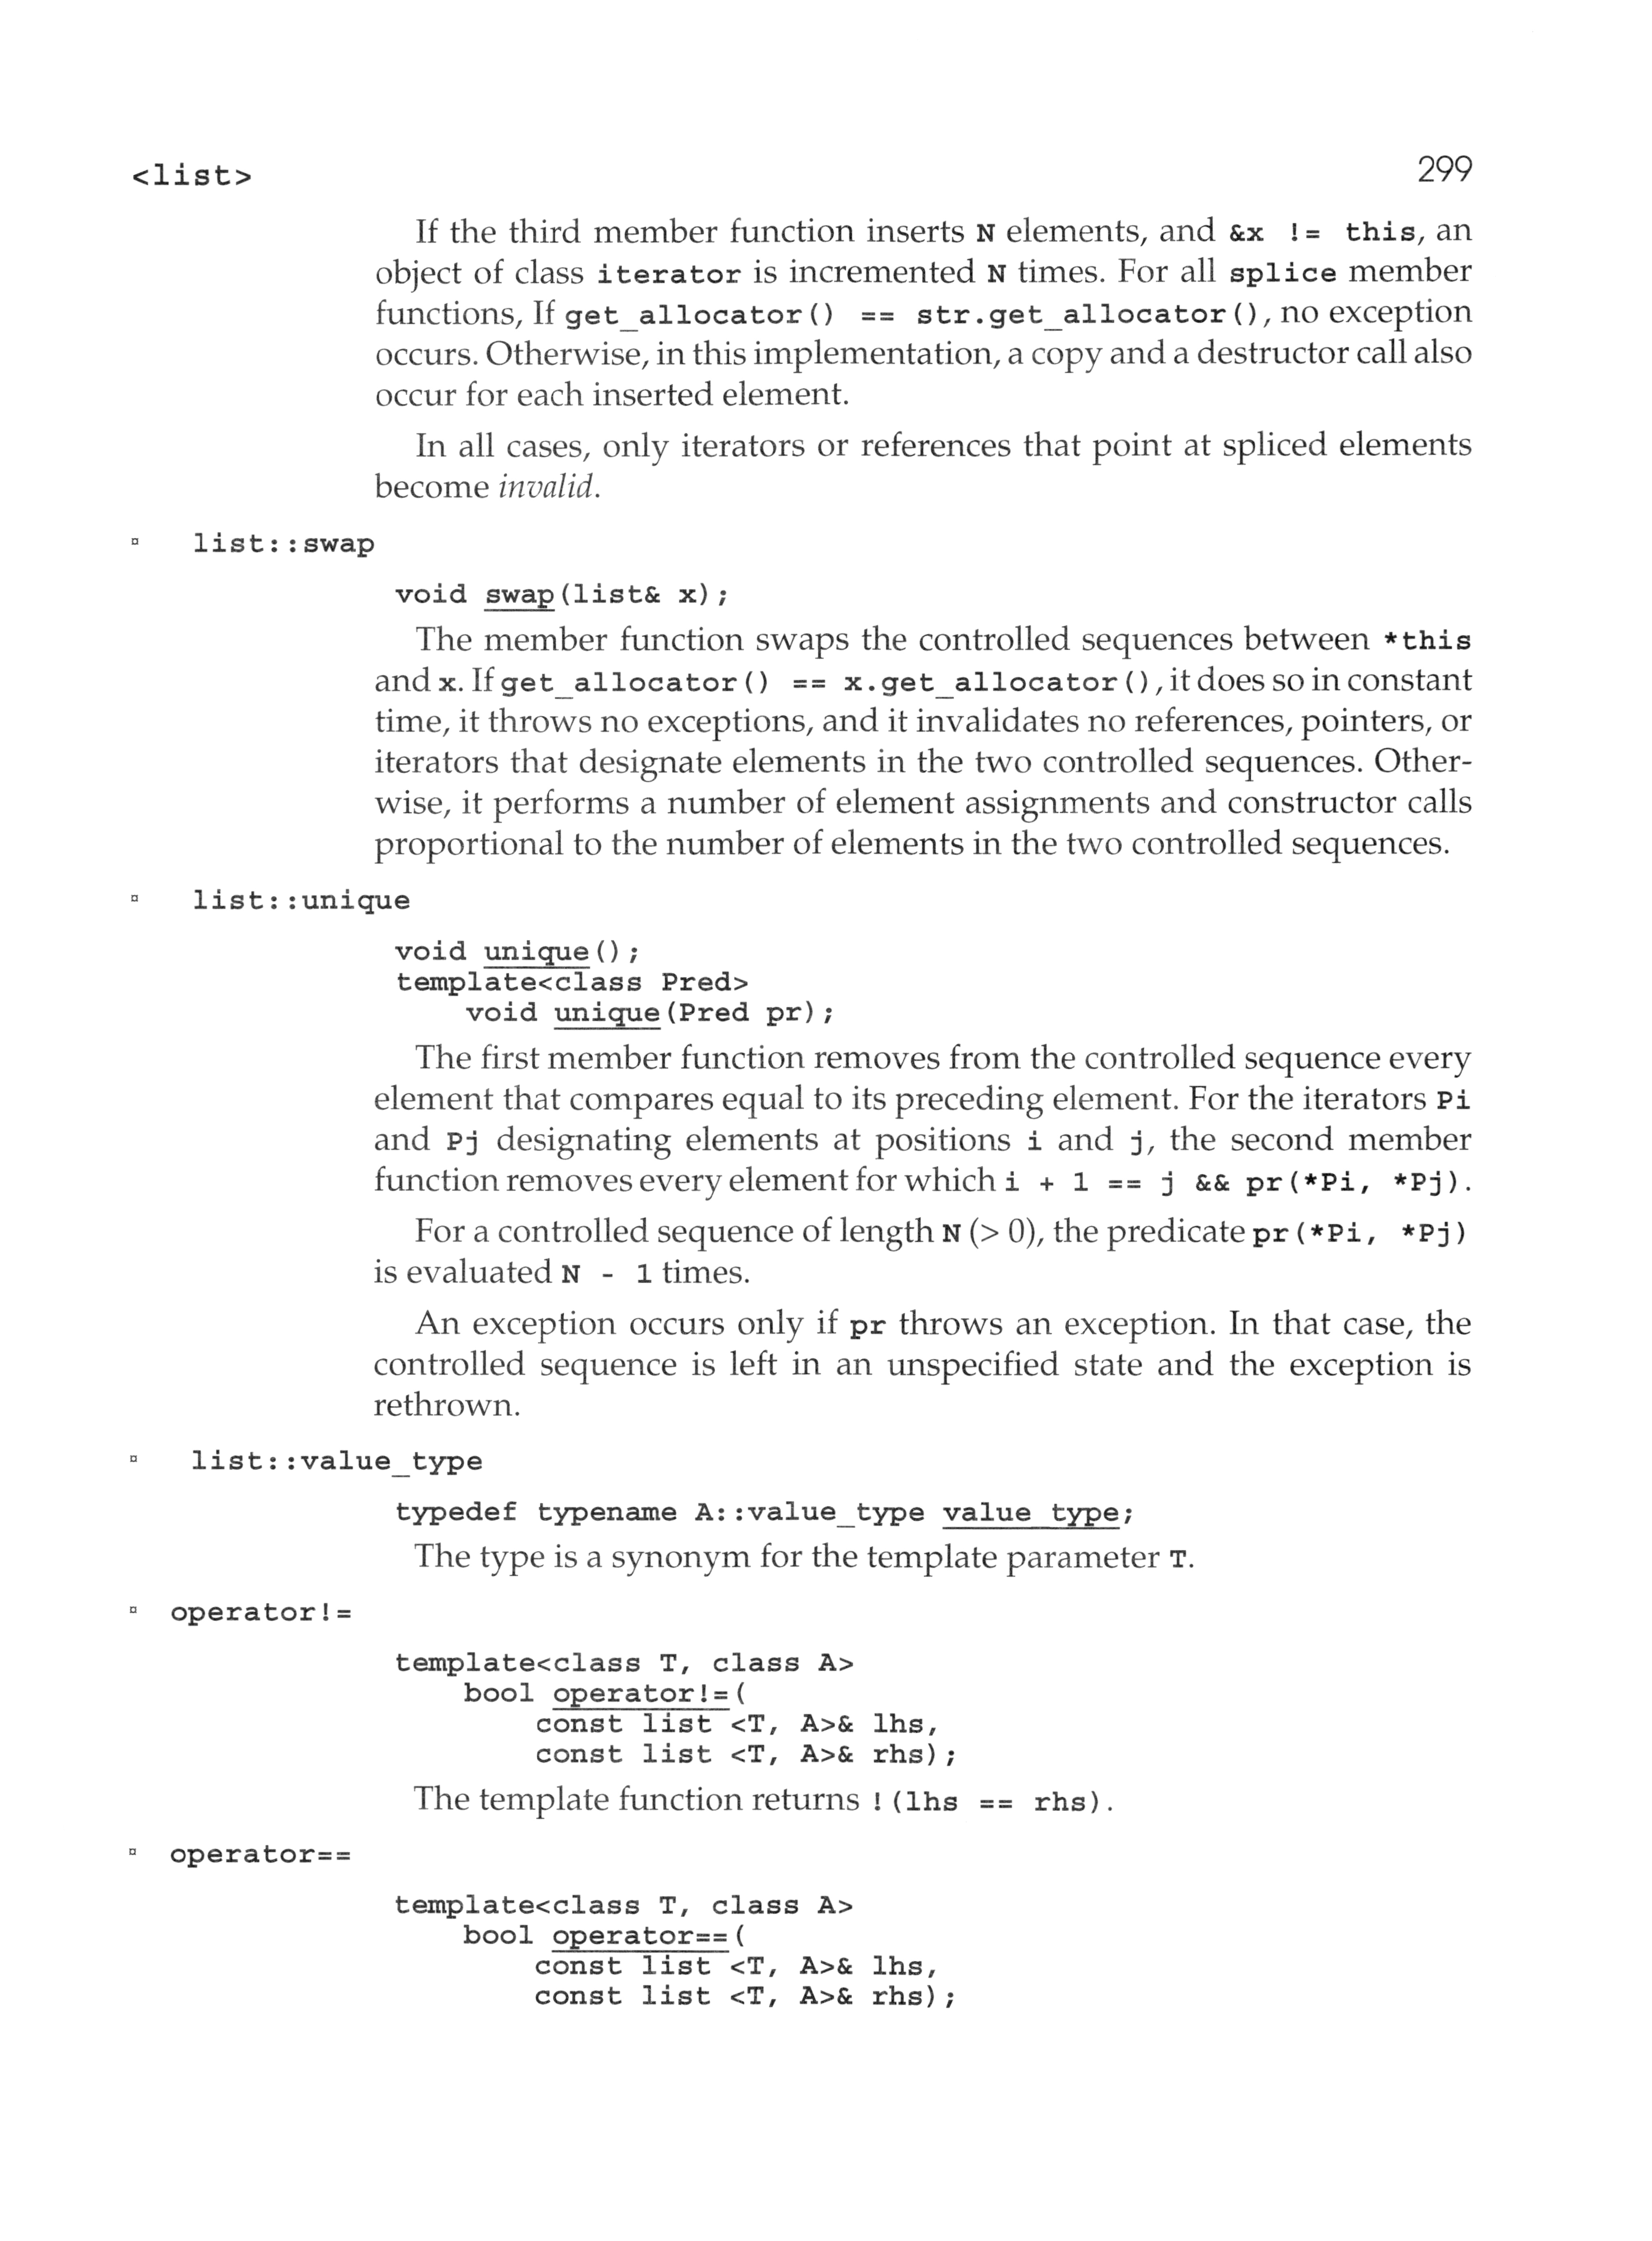 <list> 299
If the third member function inserts N elements, and &x != this, an
object of class iterator is incremented N times. For all splice member
functions, If get_allocator() == str.get_allocator(), no exception
occurs. Otherwise, in this implementation, a copy and a destructor call also
occur for each inserted element.
In all cases, only iterators or references that point at spliced elements
become invalid.
▫ list::swap
void swap(list& x);
The member function swaps the controlled sequences between *this
and x. If get_allocator() == x.get_allocator(), it does so in constant
time, it throws no exceptions, and it invalidates no references, pointers, or
iterators that designate elements in the two controlled sequences. Other-
wise, it performs a number of element assignments and constructor calls
proportional to the number of elements in the two controlled sequences.
▫ list::unique
void unique();
template<class Pred>
void unique(Pred pr);
The first member function removes from the controlled sequence every
element that compares equal to its preceding element. For the iterators Pi
and Pj designating elements at positions i and j, the second member
function removes every element for which i + 1 == j && pr(*Pi, *Pj).
For a controlled sequence of length N (> 0), the predicate pr(*Pi, *Pj)
is evaluated N - 1 times.
An exception occurs only if pr throws an exception. In that case, the
controlled sequence is left in an unspecified state and the exception is
rethrown.
▫ list::value_type
typedef typename A::value_type value_type;
The type is a synonym for the template parameter T.
▫ operator!=
template<class T, class A>
bool operator!=(
const list <T, A>& lhs,
const list <T, A>& rhs);
The template function returns !(lhs == rhs).
▫ operator==
template<class T, class A>
bool operator==(
const list <T, A>& lhs,
const list <T, A>& rhs);